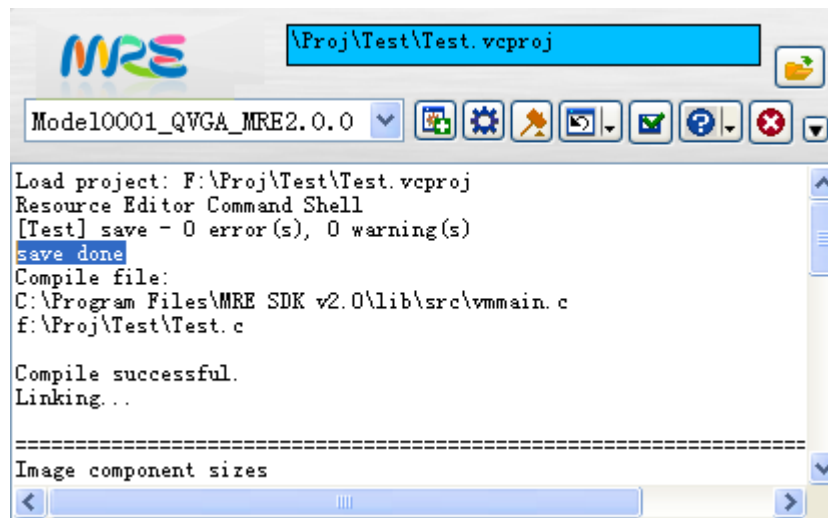 MRE
\Proj\Test\Test.vcproj
Model0001_QVGA_MRE2.0.0
Load project: F:\Proj\Test\Test.vcproj
Resource Editor Command Shell
[Test] save - 0 error(s), 0 warning(s)
save done
Compile file:
C:\Program Files\MRE SDK v2.0\lib\src\vmmain.c
f:\Proj\Test\Test.c
Compile successful.
Linking...
==================================================================
Image component sizes